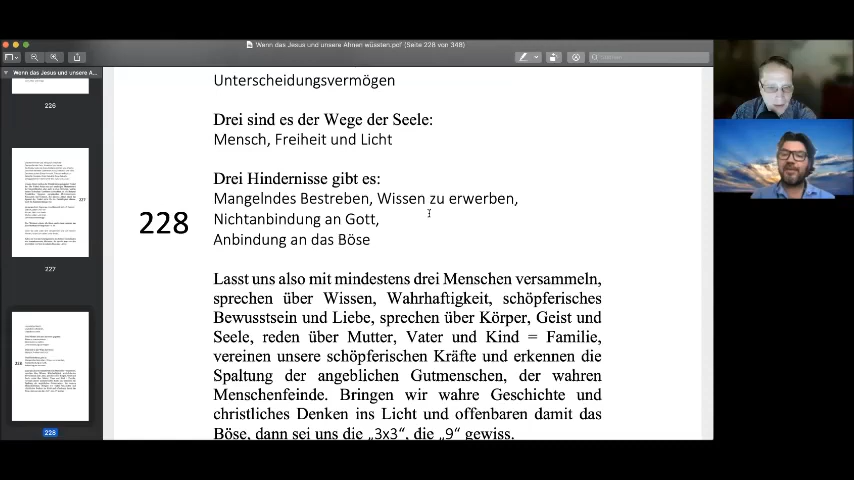 Wenn das Jesus und unsere Ahnen wüssten.pdf (Seite 228 von 348)
Wenn das Jesus und unsere A...
226
227
228
Unterscheidungsvermögen
Drei sind es der Wege der Seele:
Mensch, Freiheit und Licht
Drei Hindernisse gibt es:
Mangelndes Bestreben, Wissen zu erwerben,
228
Nichtanbindung an Gott,
Anbindung an das Böse
Lasst uns also mit mindestens drei Menschen versammeln,
sprechen über Wissen, Wahrhaftigkeit, schöpferisches
Bewusstsein und Liebe, sprechen über Körper, Geist und
Seele, reden über Mutter, Vater und Kind = Familie,
vereinen unsere schöpferischen Kräfte und erkennen die
Spaltung der angeblichen Gutmenschen, der wahren
Menschenfeinde. Bringen wir wahre Geschichte und
christliches Denken ins Licht und offenbaren damit das
Böse, dann sei uns die „3x3“, die „9“ gewiss.